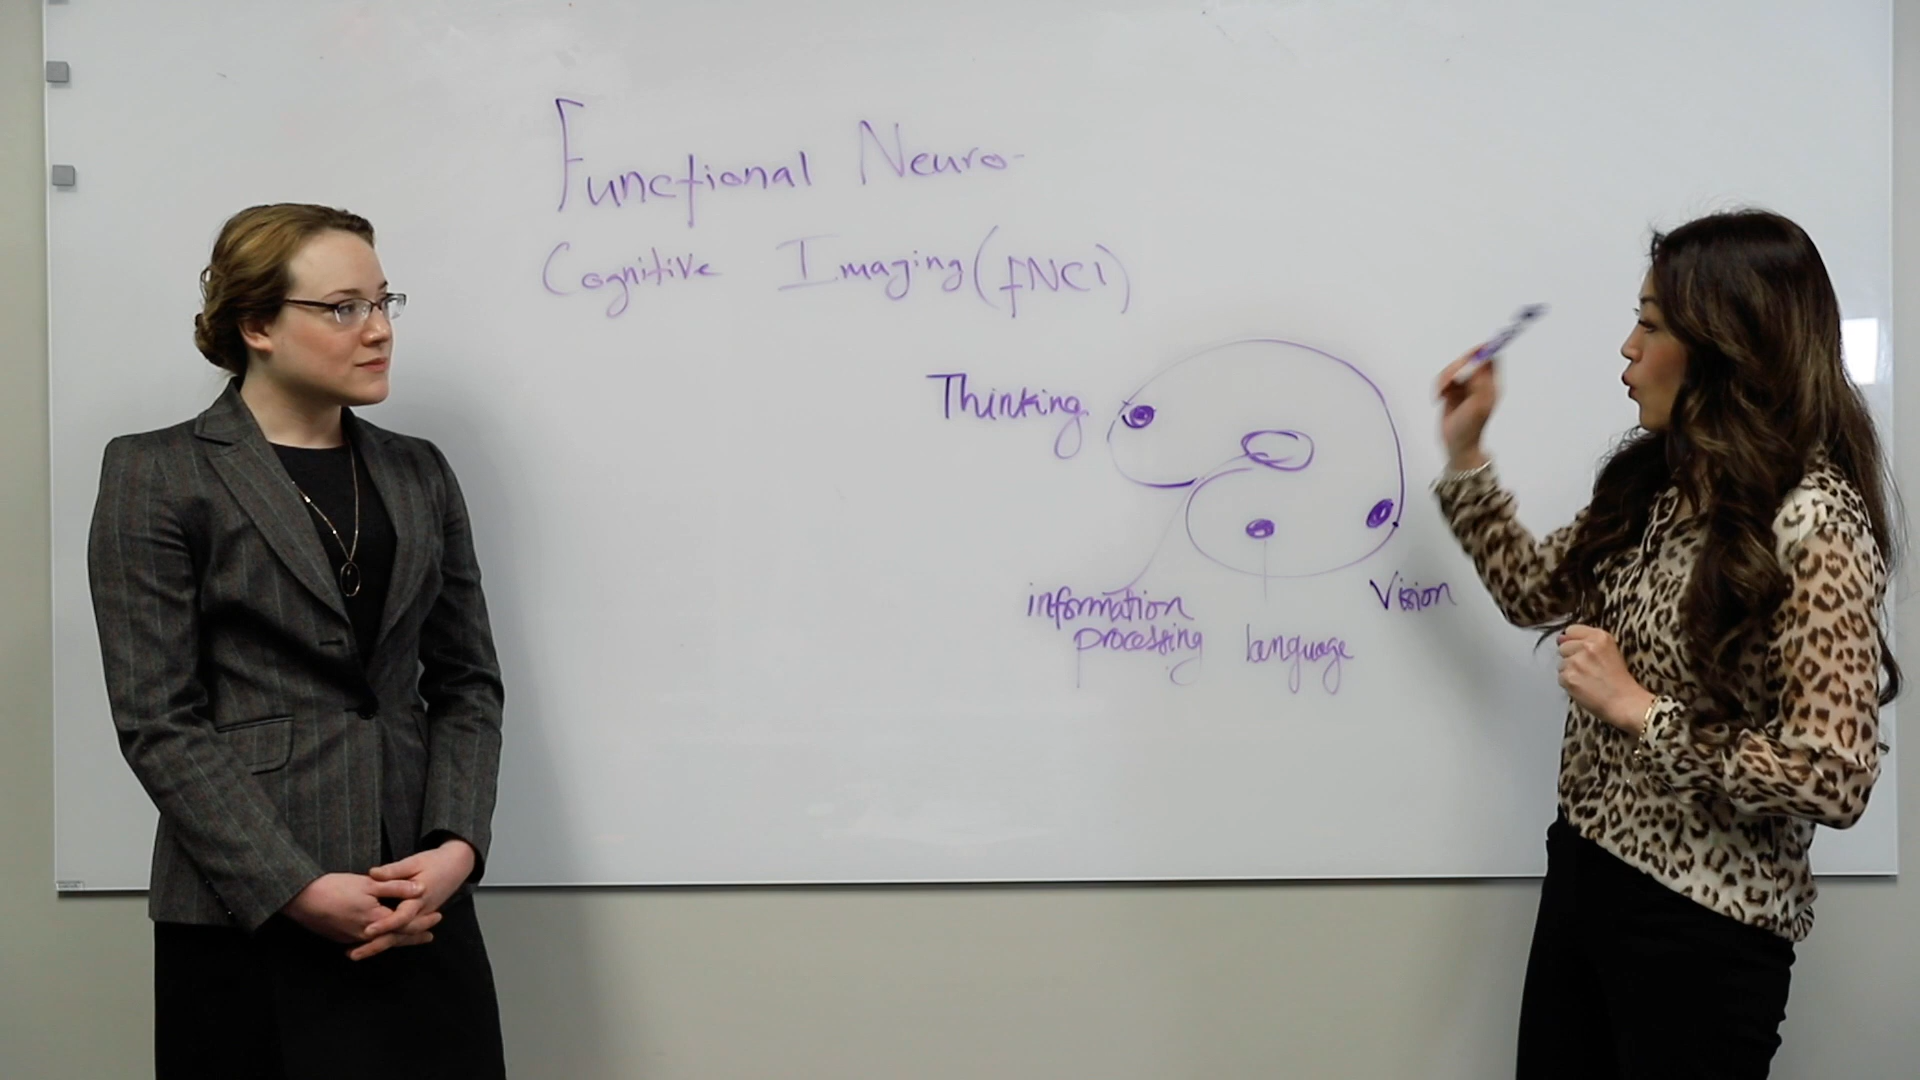 Functional Neuro-
Cognitive Imaging (fNCI)
Thinking
information
processing
language
Vision